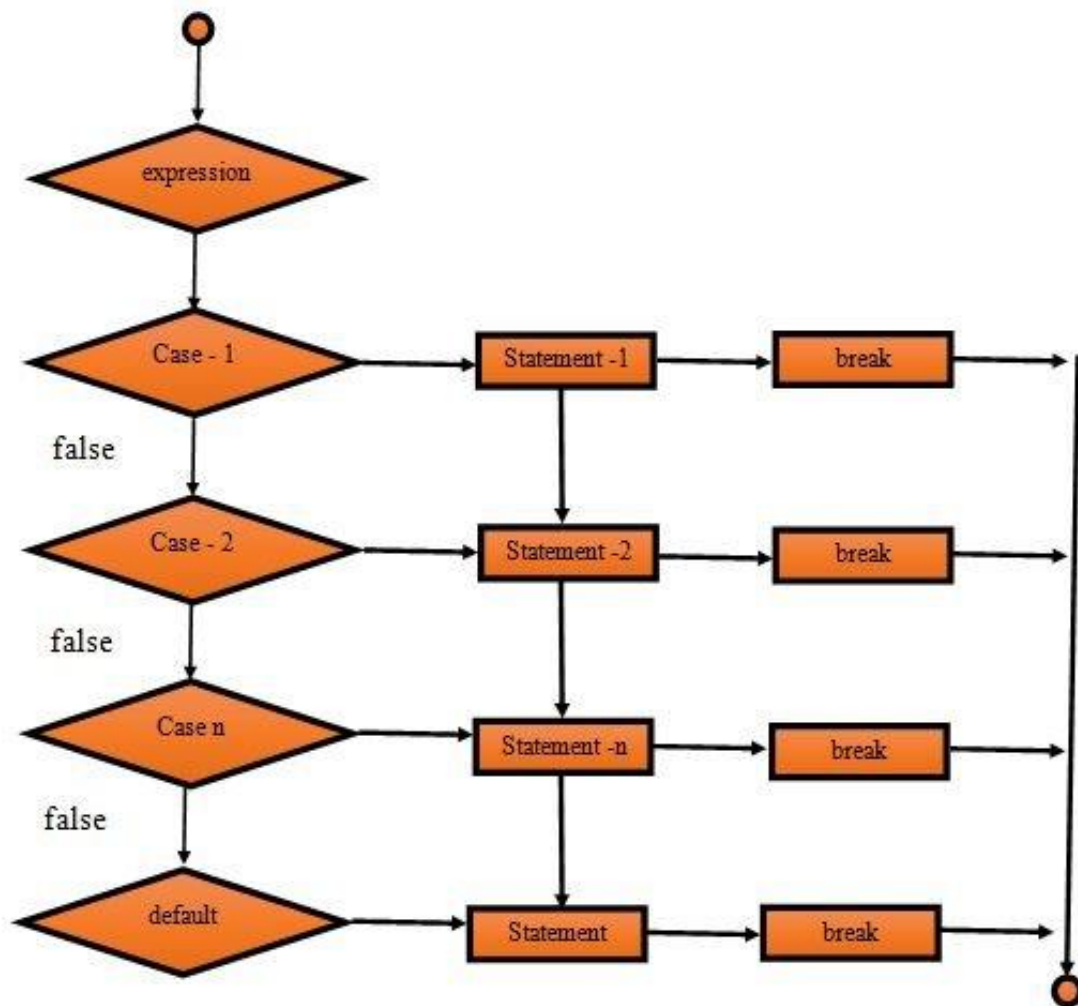 expression
Case - 1
Statement -1
break
false
Case - 2
Statement -2
break
false
Case n
Statement -n
break
false
default
Statement
break